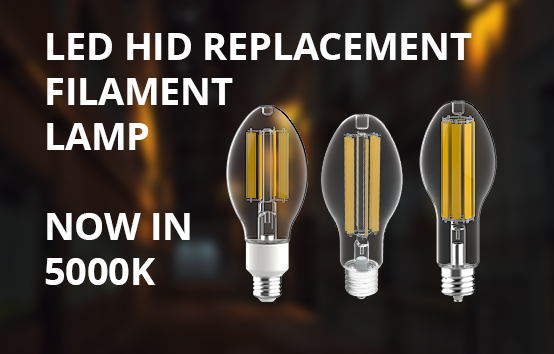 LED HID REPLACEMENT
FILAMENT
LAMP
NOW IN
5000K